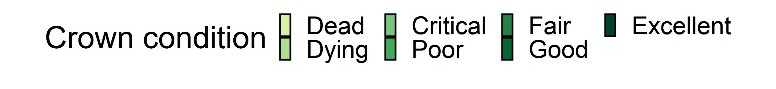 Crown condition
Dead
Dying
Critical
Poor
Fair
Good
Excellent